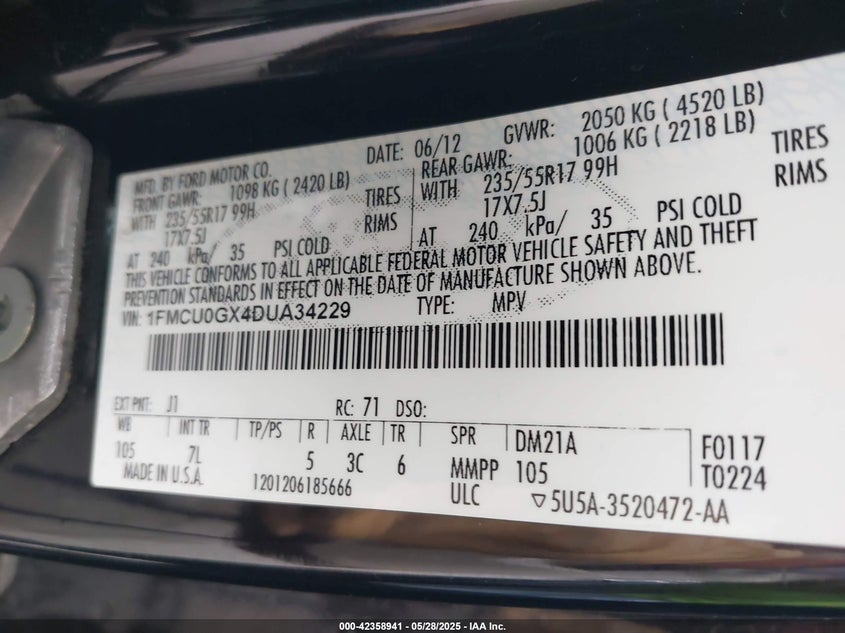 MFD. BY FORD MOTOR CO.
DATE: 06/12
GVWR: 2050 KG ( 4520 LB)
FRONT GAWR: 1098 KG ( 2420 LB)
REAR GAWR: 1006 KG ( 2218 LB)
WITH 235/55R17 99H TIRES
WITH 235/55R17 99H TIRES
17X7.5J RIMS
17X7.5J RIMS
AT 240 kPa/ 35 PSI COLD
AT 240 kPa/ 35 PSI COLD
THIS VEHICLE CONFORMS TO ALL APPLICABLE FEDERAL MOTOR VEHICLE SAFETY AND THEFT
PREVENTION STANDARDS IN EFFECT ON THE DATE OF MANUFACTURE SHOWN ABOVE.
VIN: 1FMCU0GX4DUA34229
TYPE: MPV
EXT PNT: J1 RC: 71 DSO:
WB INT TR TP/PS R AXLE TR SPR DM21A F0117
105 7L 5 3C 6 MMPP 105 T0224
MADE IN U.S.A. 1201206185666 ULC ▽5U5A-3520472-AA
000-42358941 | 05/28/2025 - IAA Inc.